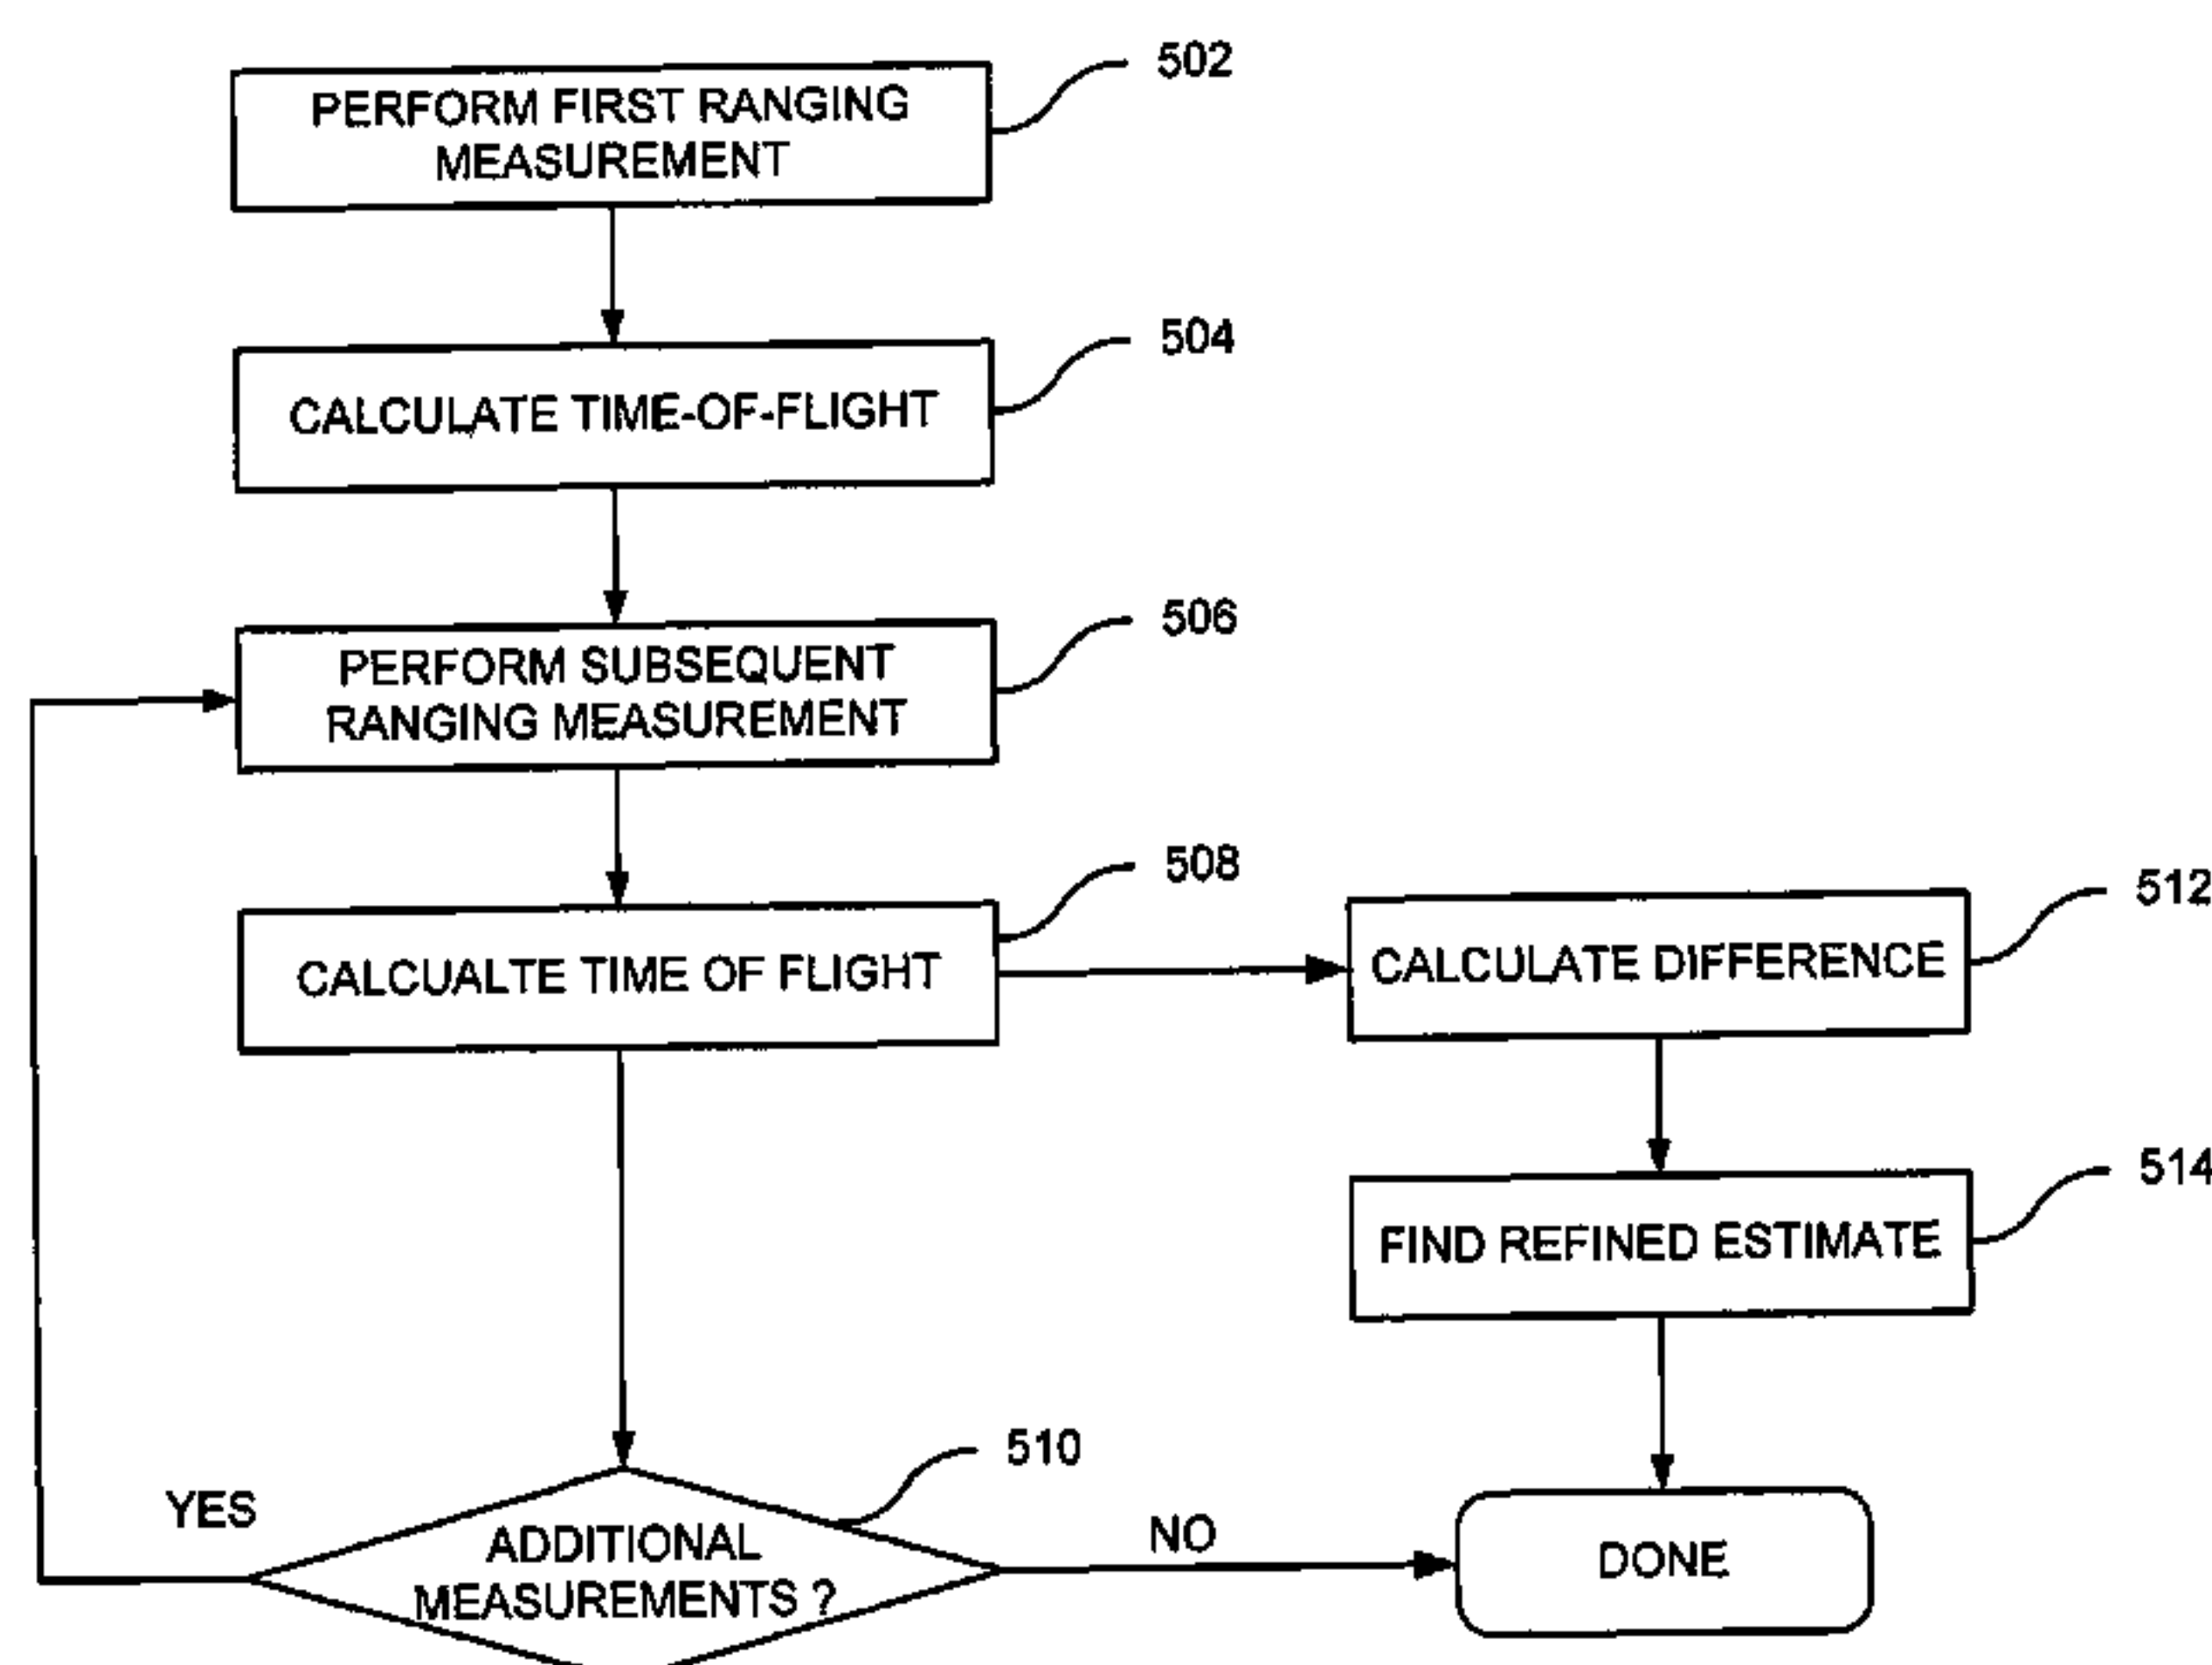 502
PERFORM FIRST RANGING
MEASUREMENT
504
CALCULATE TIME-OF-FLIGHT
506
PERFORM SUBSEQUENT
RANGING MEASUREMENT
508
CALCUALTE TIME OF FLIGHT
512
CALCULATE DIFFERENCE
514
FIND REFINED ESTIMATE
510
YES
ADDITIONAL
MEASUREMENTS ?
NO
DONE